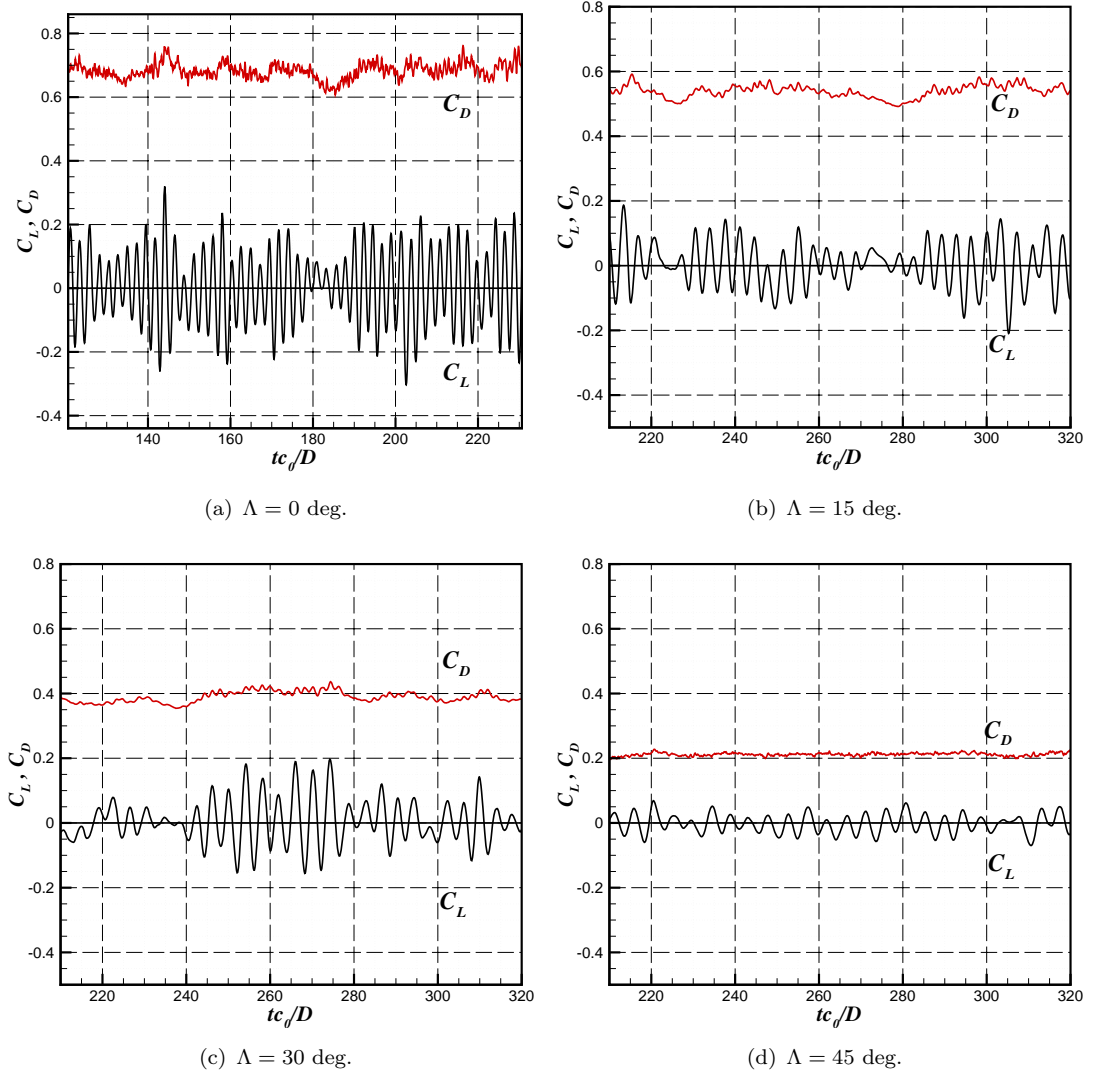 0.8
0.6
0.4
0.2
0
-0.2
-0.4
C_L , C_D
C_D
C_L
140 160 180 200 220
tc_0/D
(a) Λ = 0 deg.
0.8
0.6
0.4
0.2
0
-0.2
-0.4
C_L , C_D
C_D
C_L
220 240 260 280 300 320
tc_0/D
(b) Λ = 15 deg.
0.8
0.6
0.4
0.2
0
-0.2
-0.4
C_L , C_D
C_D
C_L
220 240 260 280 300 320
tc_0/D
(c) Λ = 30 deg.
0.8
0.6
0.4
0.2
0
-0.2
-0.4
C_L , C_D
C_D
C_L
220 240 260 280 300 320
tc_0/D
(d) Λ = 45 deg.